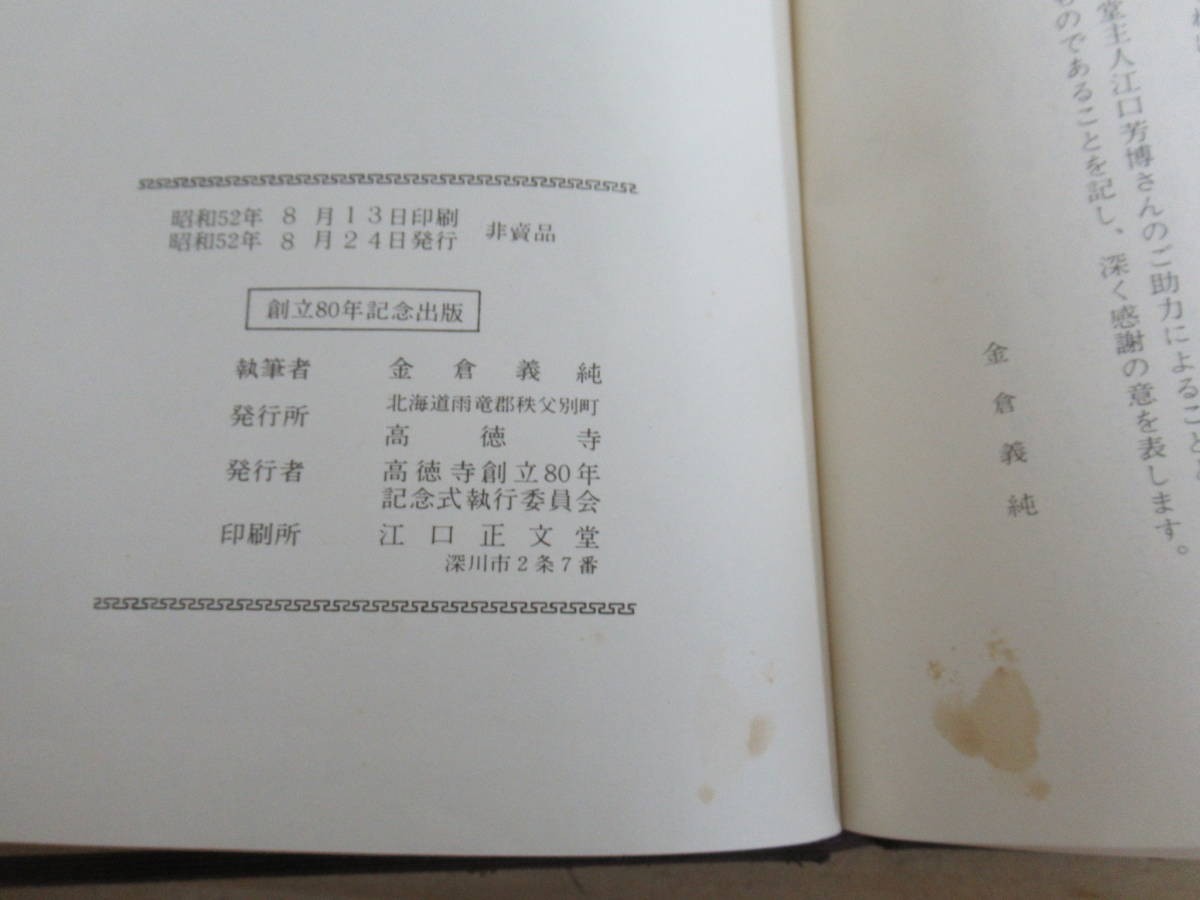 堂主人江口芳博さんのご助力によること
ものであることを記し、深く感謝の意を表します。
金倉義純
昭和52年 8 月13日印刷
昭和52年 8 月24日発行
非賣品
創立80年記念出版
執筆者 金倉義純
発行所 北海道雨竜郡秩父別町
高徳寺
発行者 高徳寺創立80年
記念式執行委員会
印刷所 江口正文堂
深川市2条7番